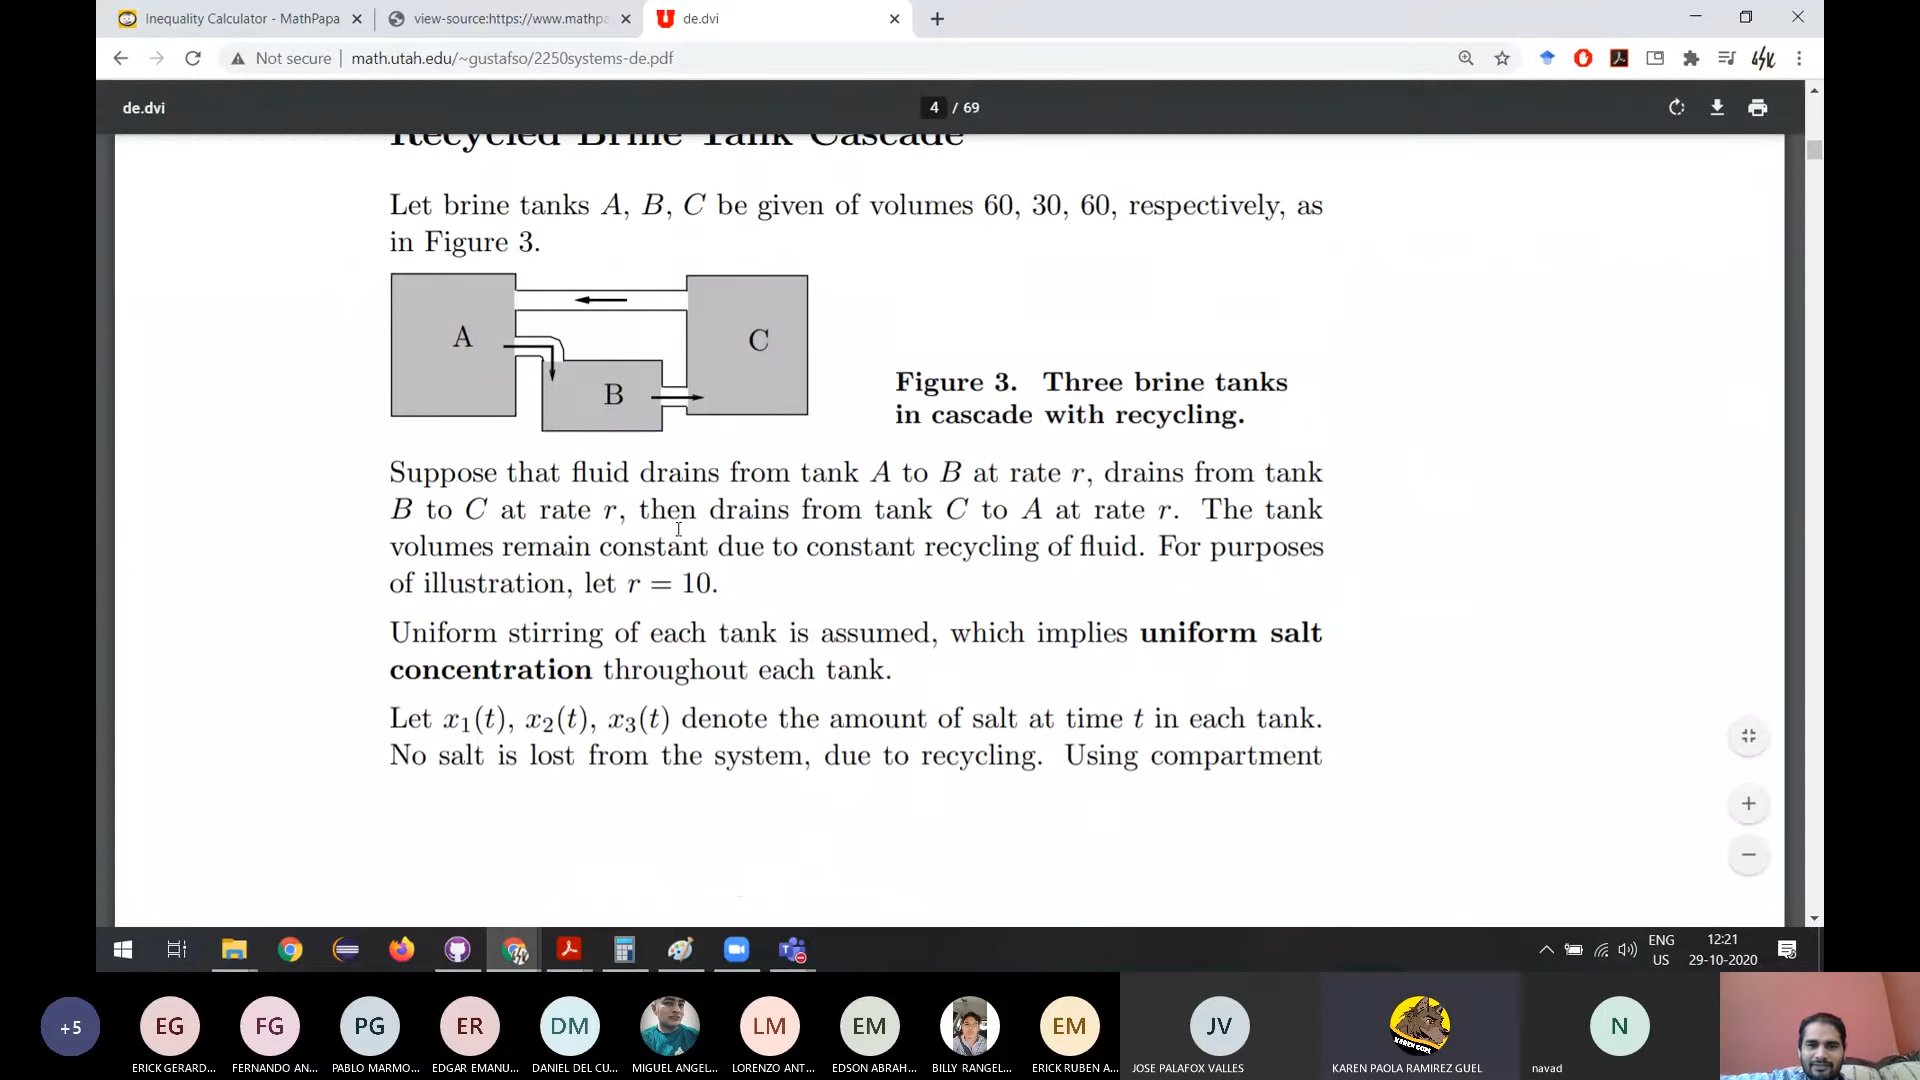 Inequality Calculator - MathPapa
view-source:https://www.mathpa
de.dvi
Not secure | math.utah.edu/~gustafso/2250systems-de.pdf
de.dvi
4 / 69
Recycled Brine Tank Cascade
Let brine tanks A, B, C be given of volumes 60, 30, 60, respectively, as
in Figure 3.
A
C
B
Figure 3. Three brine tanks
in cascade with recycling.
Suppose that fluid drains from tank A to B at rate r, drains from tank
B to C at rate r, then drains from tank C to A at rate r. The tank
volumes remain constant due to constant recycling of fluid. For purposes
of illustration, let r = 10.
Uniform stirring of each tank is assumed, which implies uniform salt
concentration throughout each tank.
Let x₁(t), x₂(t), x₃(t) denote the amount of salt at time t in each tank.
No salt is lost from the system, due to recycling. Using compartment
ENG
US
12:21
29-10-2020
+5
EG
FG
PG
ER
DM
LM
EM
EM
JV
KAREN GUEL
N
ERICK GERARD...
FERNANDO AN...
PABLO MARMO...
EDGAR EMANU...
DANIEL DEL CU...
MIGUEL ANGEL...
LORENZO ANT...
EDSON ABRAH...
BILLY RANGEL...
ERICK RUBEN A...
JOSE PALAFOX VALLES
KAREN PAOLA RAMIREZ GUEL
navad